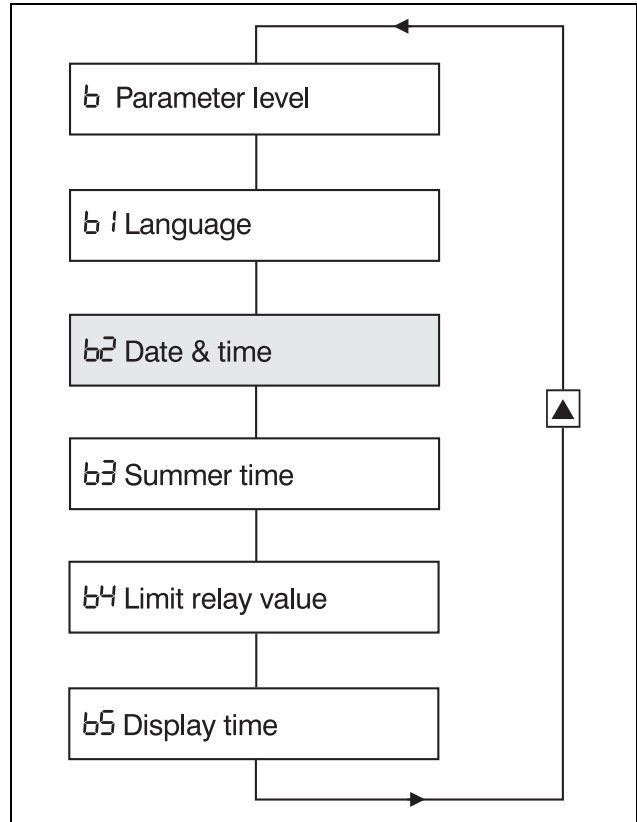 b Parameter level
b1 Language
b2 Date & time
b3 Summer time
b4 Limit relay value
b5 Display time